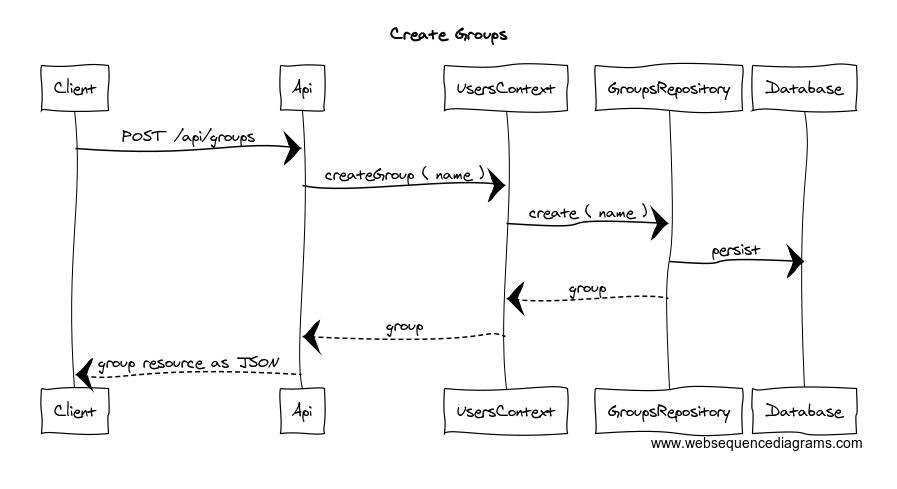 Create Groups
Client Api UsersContext GroupsRepository Database
POST /api/groups
createGroup ( name )
create ( name )
persist
group
group
group resource as JSON
Client Api UsersContext GroupsRepository Database
www.websequencediagrams.com